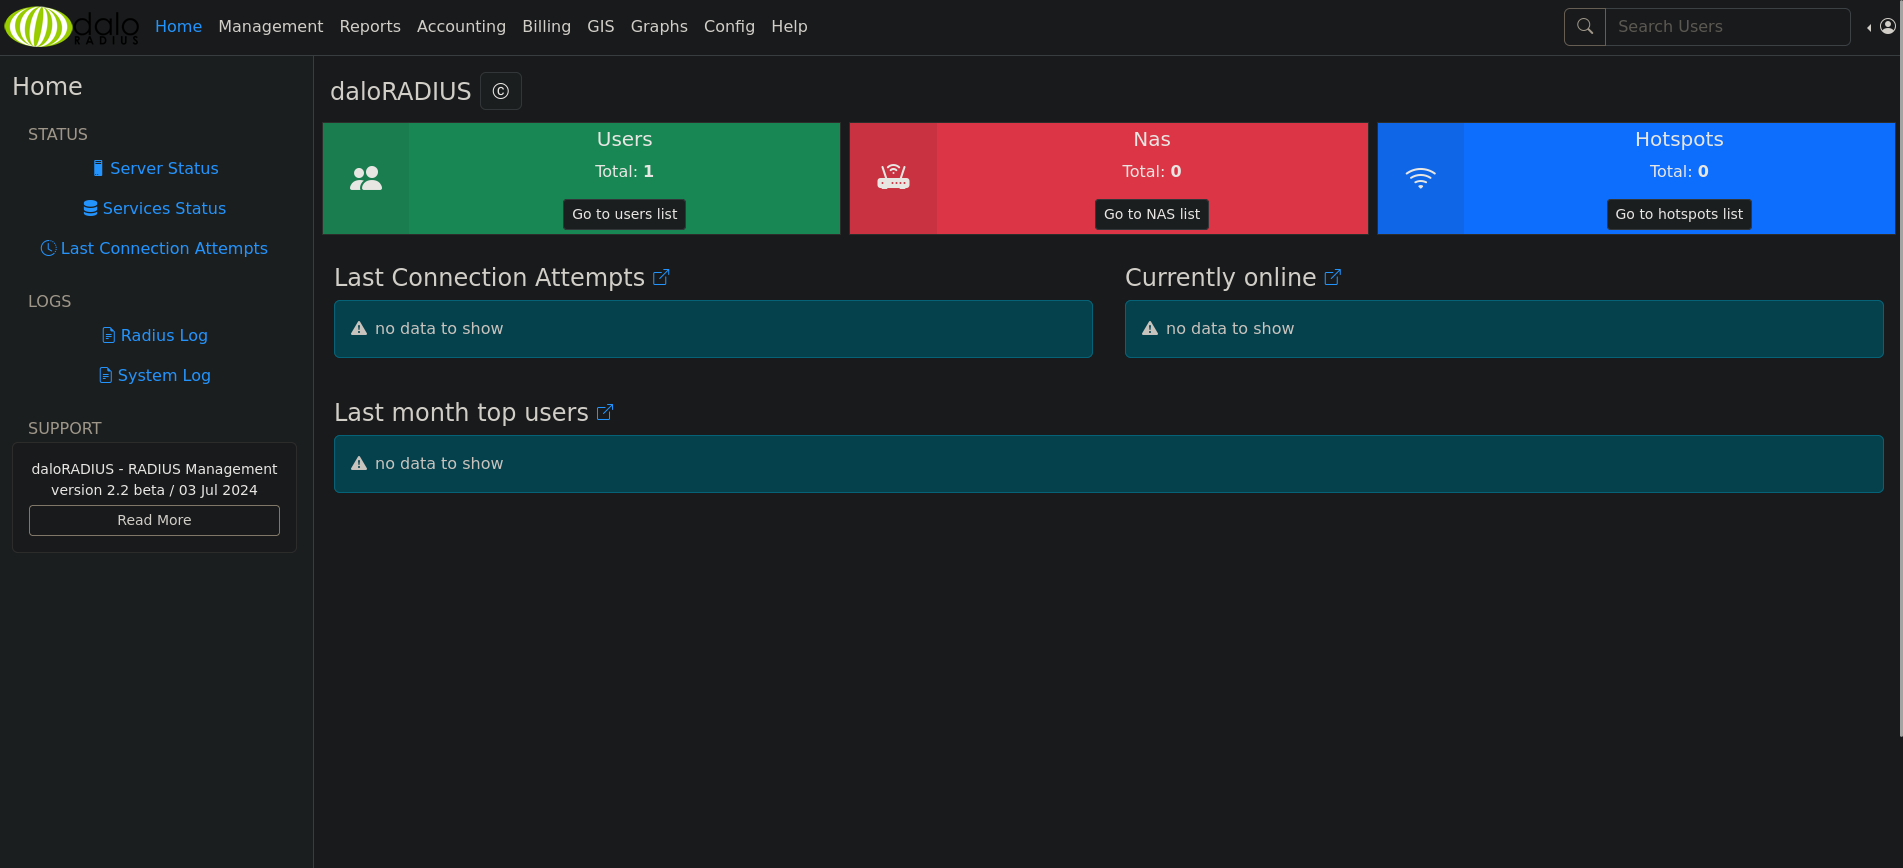 dalo
RADIUS
Home Management Reports Accounting Billing GIS Graphs Config Help
Search Users
Home
STATUS
Server Status
Services Status
Last Connection Attempts
LOGS
Radius Log
System Log
SUPPORT
daloRADIUS - RADIUS Management
version 2.2 beta / 03 Jul 2024
Read More
daloRADIUS ©
Users
Total: 1
Go to users list
Nas
Total: 0
Go to NAS list
Hotspots
Total: 0
Go to hotspots list
Last Connection Attempts
no data to show
Currently online
no data to show
Last month top users
no data to show